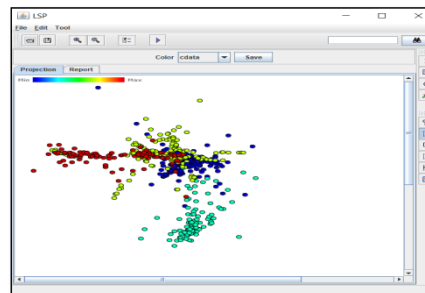 LSP
File Edit Tool
Color cdata Save
Projection Report
Min Max